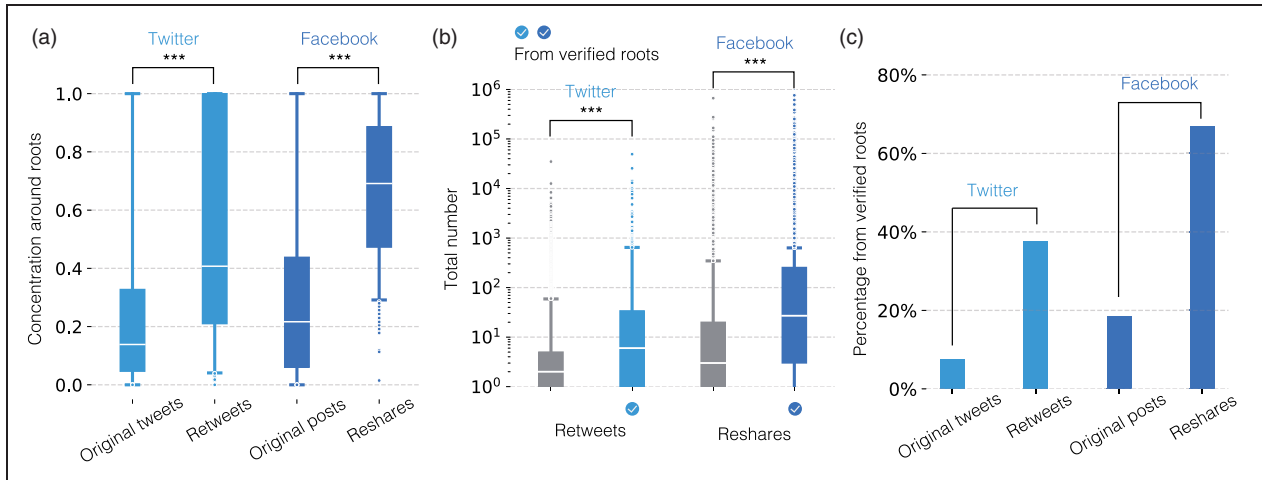 (a)
Twitter
Facebook
***
***
Concentration around roots
1.0
0.8
0.6
0.4
0.2
0.0
Original tweets
Retweets
Original posts
Reshares
(b)
From verified roots
Facebook
***
Twitter
***
Total number
10^6
10^5
10^4
10^3
10^2
10^1
10^0
Retweets
Reshares
(c)
80%
60%
40%
20%
0%
Percentage from verified roots
Facebook
Twitter
Original tweets
Retweets
Original posts
Reshares